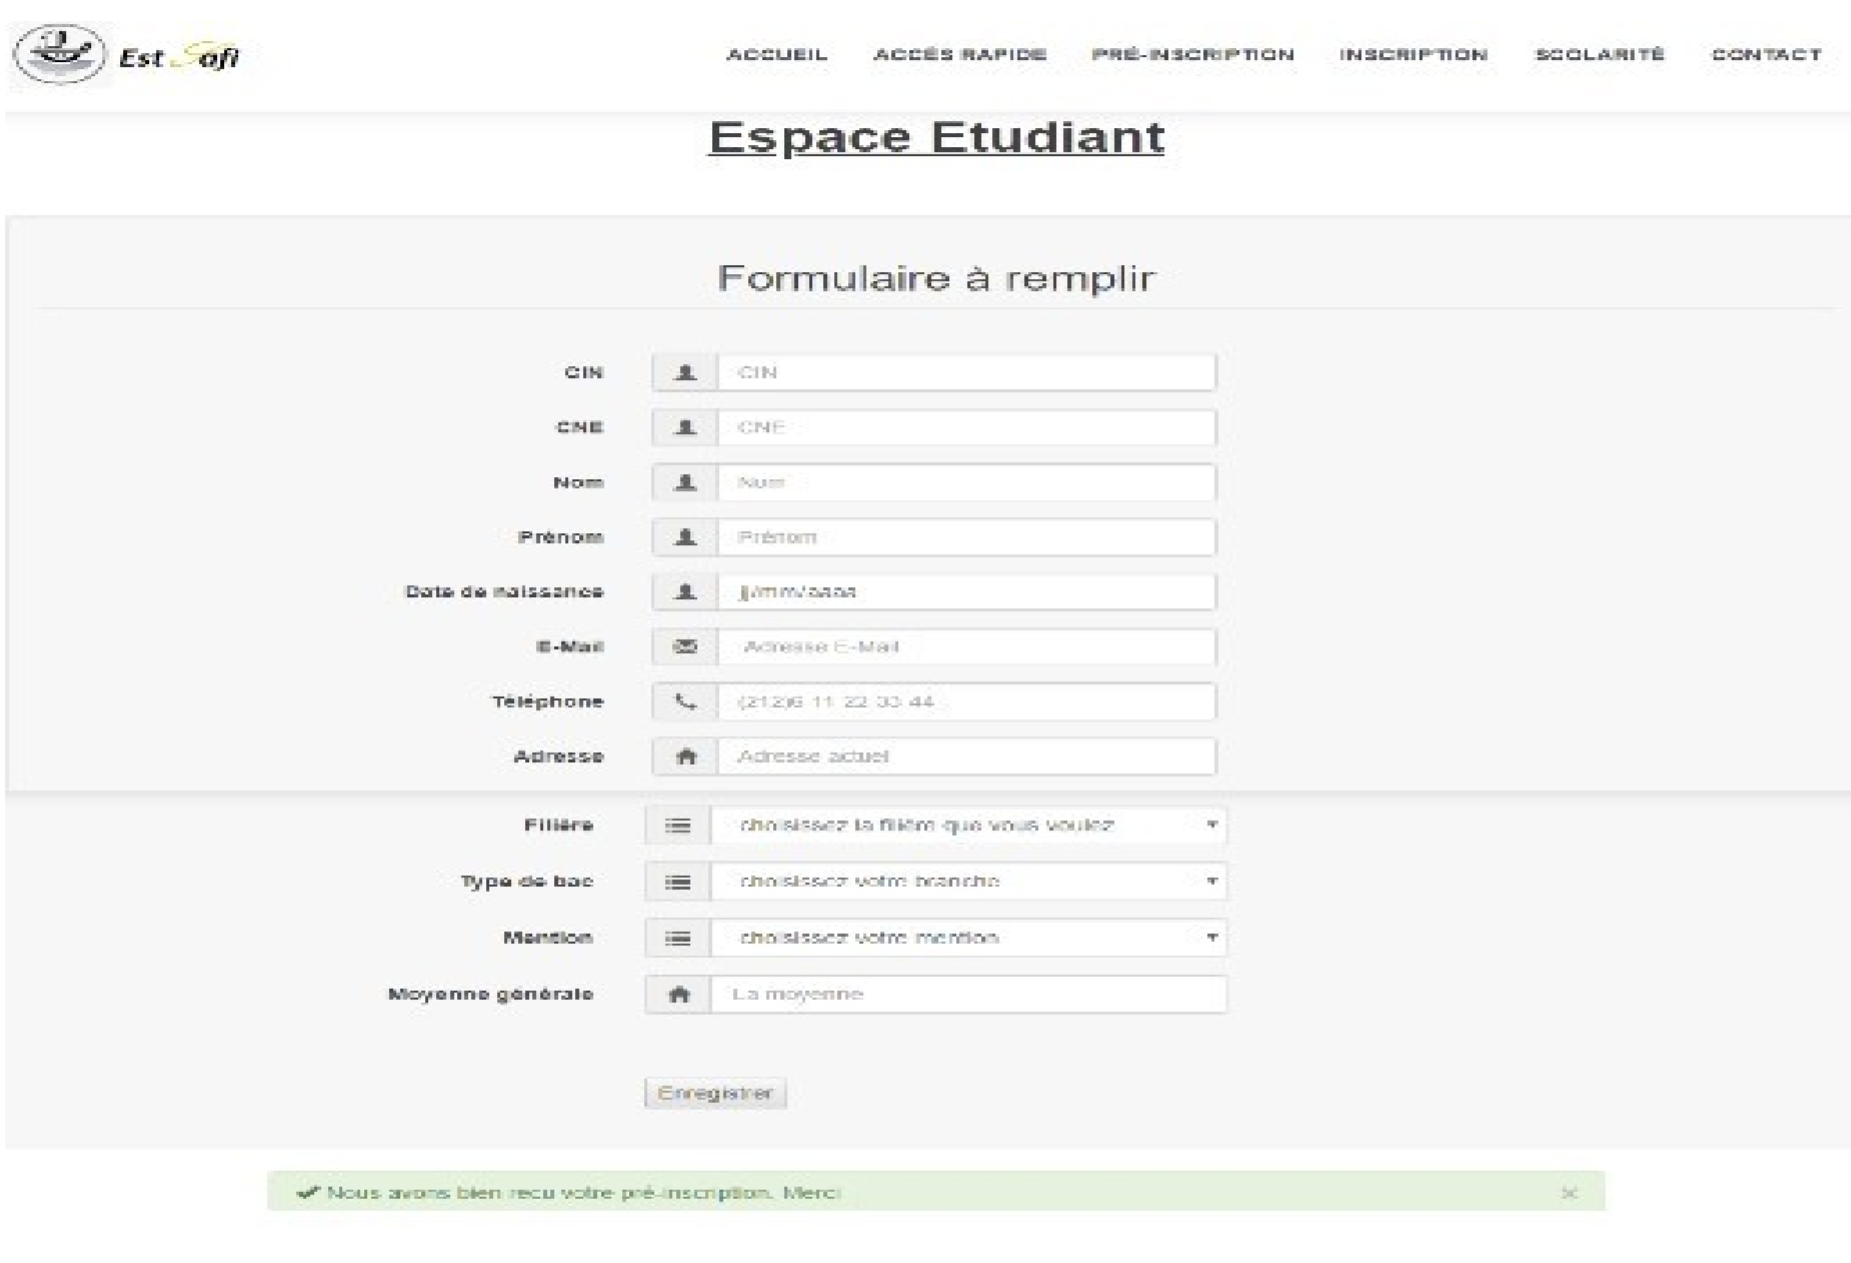 Est Safi
ACCUEIL ACCÈS RAPIDE PRÉ-INSCRIPTION INSCRIPTION SCOLARITÉ CONTACT
Espace Etudiant
Formulaire à remplir
CIN CIN
CNE CNE
Nom Nom
Prénom Prénom
Date de naissance jj/mm/aaaa
E-Mail Adresse E-Mail
Téléphone (212)6 11 22 33 44
Adresse Adresse actuel
Filière choisissez la filière que vous voulez
Type de bac choisissez votre branche
Mention choisissez votre mention
Moyenne générale La moyenne
Enregistrer
Nous avons bien recu votre pré-inscription. Merci ×